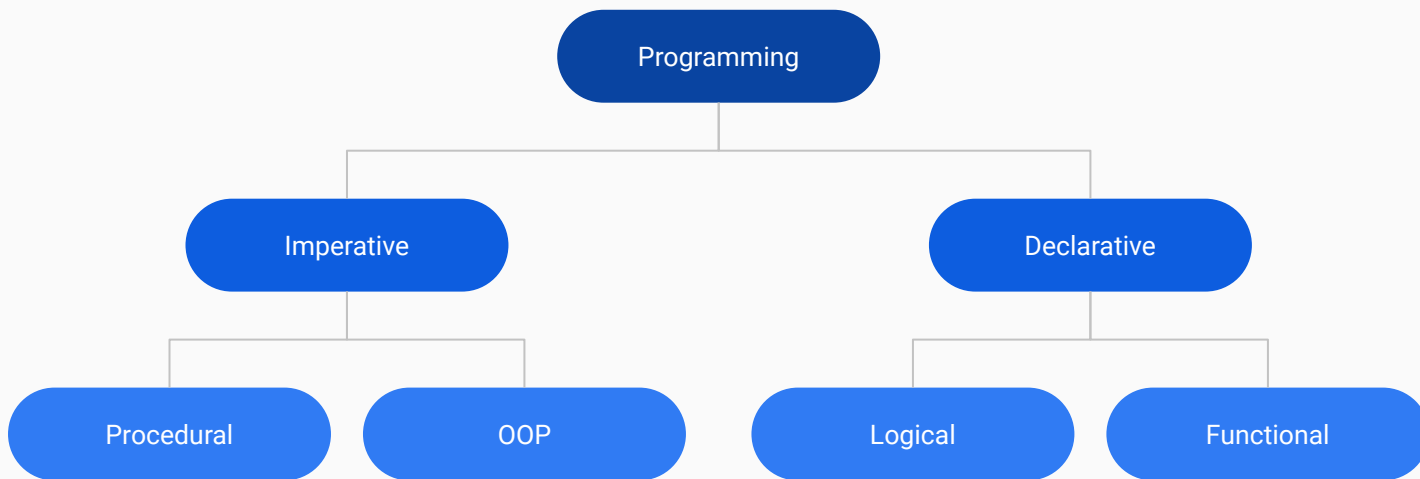 Programming
Imperative
Declarative
Procedural
OOP
Logical
Functional